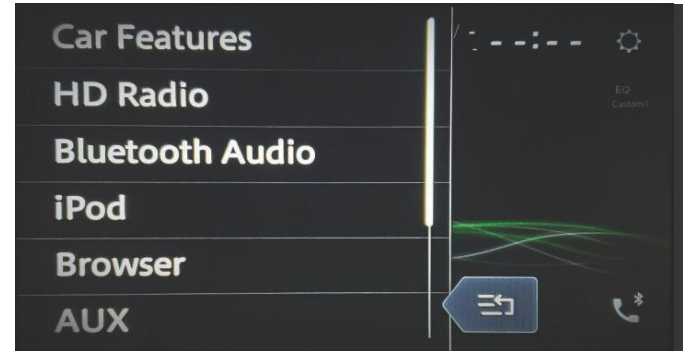 Car Features
HD Radio
Bluetooth Audio
iPod
Browser
AUX
--:--
EQ
Custom1